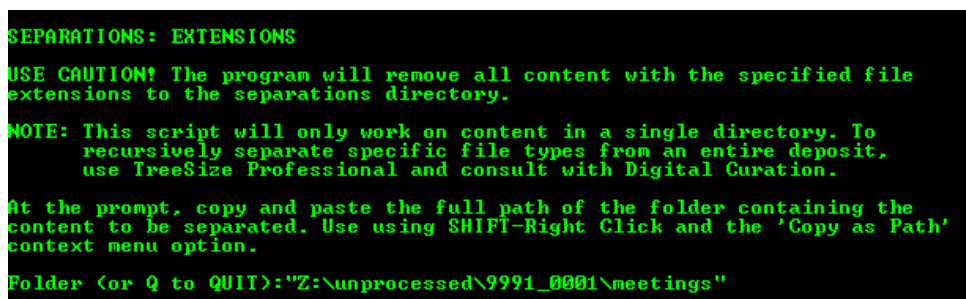 SEPARATIONS: EXTENSIONS
USE CAUTION! The program will remove all content with the specified file
extensions to the separations directory.
NOTE: This script will only work on content in a single directory. To
recursively separate specific file types from an entire deposit,
use TreeSize Professional and consult with Digital Curation.
At the prompt, copy and paste the full path of the folder containing the
content to be separated. Use using SHIFT-Right Click and the 'Copy as Path'
context menu option.
Folder (or Q to QUIT):"Z:\unprocessed\9991_0001\meetings"